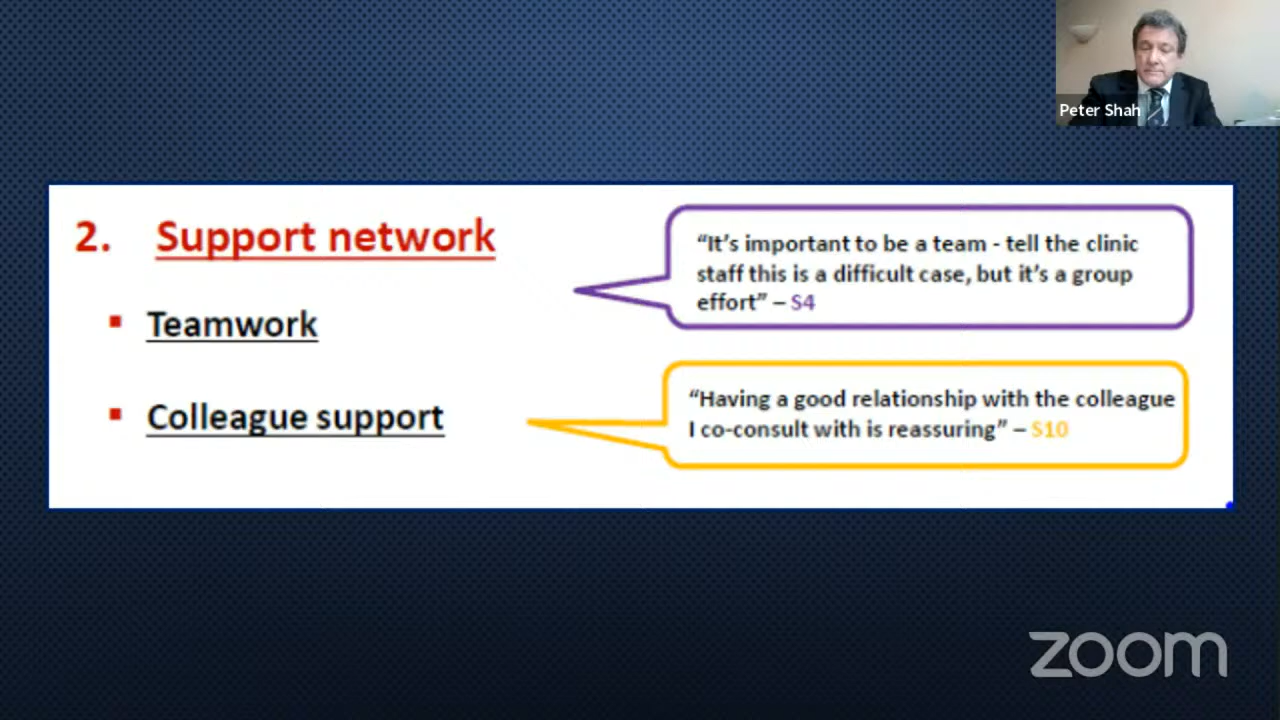 Peter Shah
2. Support network
“It’s important to be a team - tell the clinic
staff this is a difficult case, but it’s a group
effort” – S4
▪ Teamwork
“Having a good relationship with the colleague
I co-consult with is reassuring” – S10
▪ Colleague support
zoom